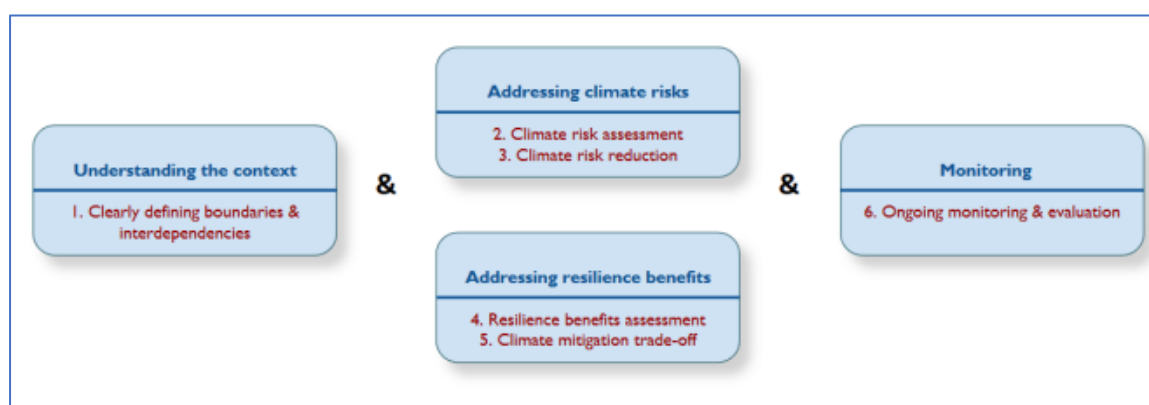 Understanding the context
1. Clearly defining boundaries &
interdependencies
&
Addressing climate risks
2. Climate risk assessment
3. Climate risk reduction
Addressing resilience benefits
4. Resilience benefits assessment
5. Climate mitigation trade-off
&
Monitoring
6. Ongoing monitoring & evaluation